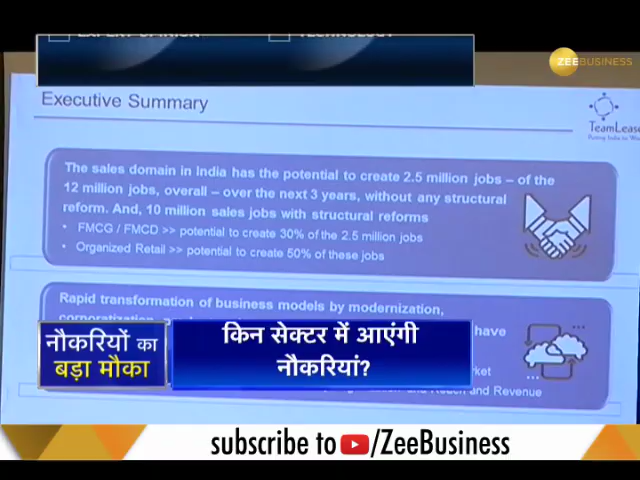 ZEEBUSINESS
Executive Summary
TeamLease
The sales domain in India has the potential to create 2.5 million jobs – of the
12 million jobs, overall – over the next 3 years, without any structural
reform. And, 10 million sales jobs with structural reforms
• FMCG / FMCD >> potential to create 30% of the 2.5 million jobs
• Organized Retail >> potential to create 50% of these jobs
Rapid transformation of business models by modernization,
have
and Reach and Revenue
नौकरियों का
बड़ा मौका
किन सेक्टर में आएंगी
नौकरियां?
subscribe to /ZeeBusiness